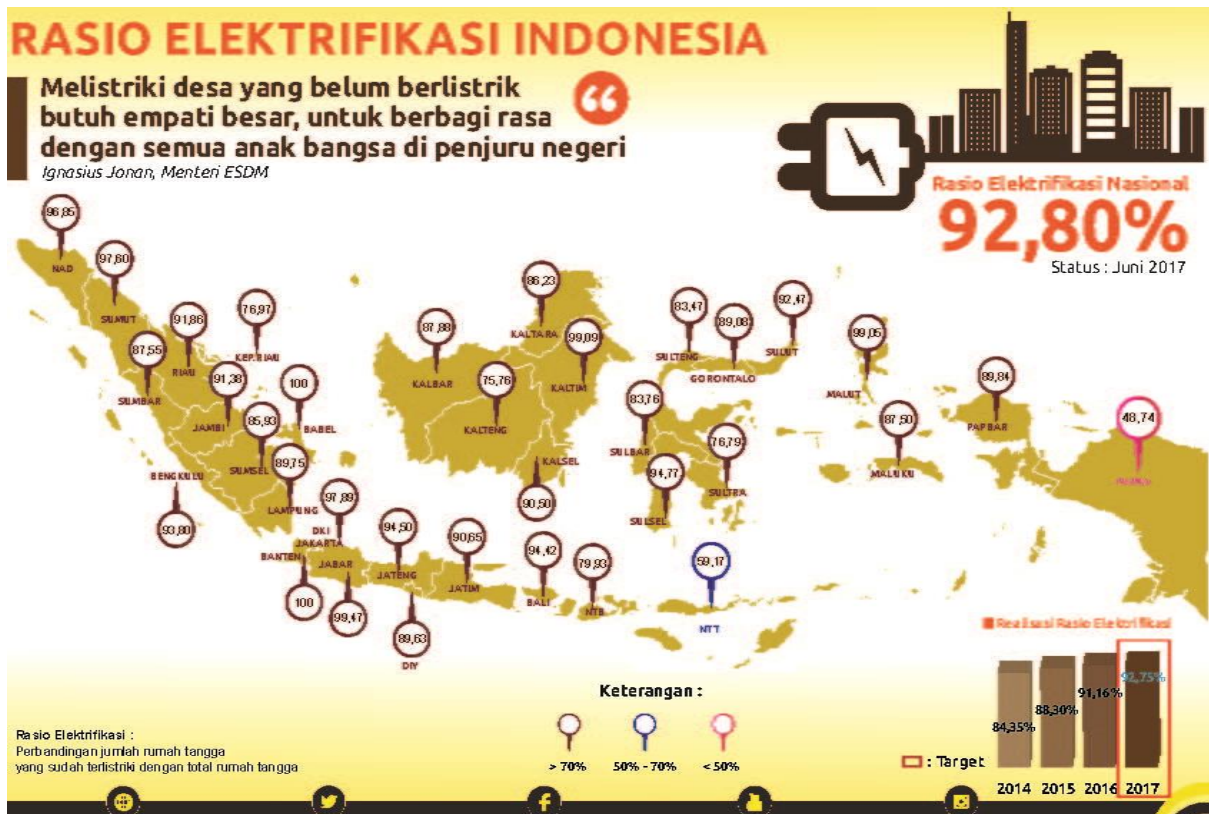 RASIO ELEKTRIFIKASI INDONESIA
Melistriki desa yang belum berlistrik
butuh empati besar, untuk berbagi rasa
dengan semua anak bangsa di penjuru negeri
Ignasius Jonan, Menteri ESDM
Rasio Elektrifikasi Nasional
92,80%
Status : Juni 2017
96,85
NAD
97,60
SUMUT
87,55
SUMBAR
91,86
RIAU
76,97
KEP.RIAU
91,38
JAMBI
100
BABEL
85,93
SUMSEL
BENGKULU
93,80
89,75
LAMPUNG
97,89
DKI
JAKARTA
BANTEN
100
JABAR
99,47
94,50
JATENG
89,63
DIY
90,65
JATIM
94,42
BALI
79,93
NTB
59,17
NTT
87,88
KALBAR
86,23
KALTARA
75,76
KALTENG
99,09
KALTIM
KALSEL
90,50
83,47
SULTENG
89,08
GORONTALO
92,47
SULUT
83,76
SULBAR
94,77
SULSEL
76,79
SULTRA
99,05
MALUT
87,50
MALUKU
89,84
PAPBAR
48,74
Realisasi Rasio Elektrifikasi
84,35%
88,30%
91,16%
92,75%
: Target
2014 2015 2016 2017
Keterangan :
> 70% 50% - 70% < 50%
Rasio Elektrifikasi :
Perbandingan jumlah rumah tangga
yang sudah terlistriki dengan total rumah tangga